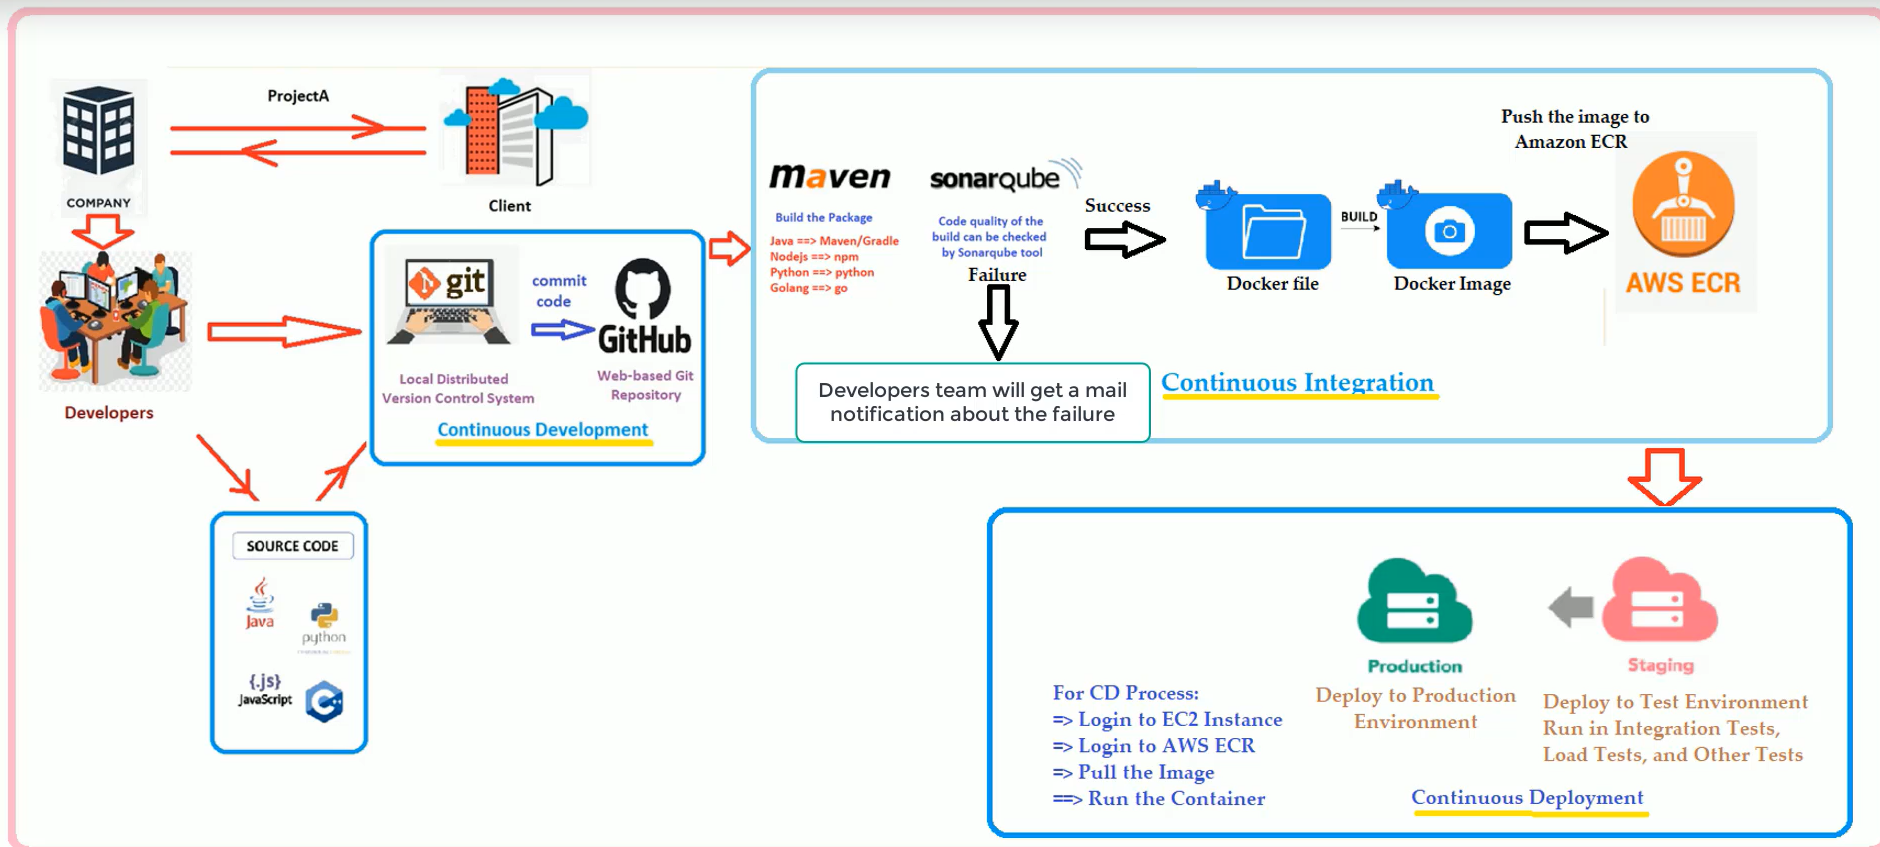 ProjectA
COMPANY
Client
Developers
SOURCE CODE
Java
python
{.js}
JavaScript
C++
git
commit
code
GitHub
Local Distributed
Version Control System
Web-based Git
Repository
Continuous Development
maven
Build the Package
Java ==> Maven/Gradle
Nodejs ==> npm
Python ==> python
Golang ==> go
sonarqube
Code quality of the
build can be checked
by Sonarqube tool
Failure
Developers team will get a mail
notification about the failure
Success
Docker file
BUILD
Docker Image
Push the image to
Amazon ECR
AWS ECR
Continuous Integration
Staging
Deploy to Test Environment
Run in Integration Tests,
Load Tests, and Other Tests
Production
Deploy to Production
Environment
For CD Process:
=> Login to EC2 Instance
=> Login to AWS ECR
=> Pull the Image
==> Run the Container
Continuous Deployment